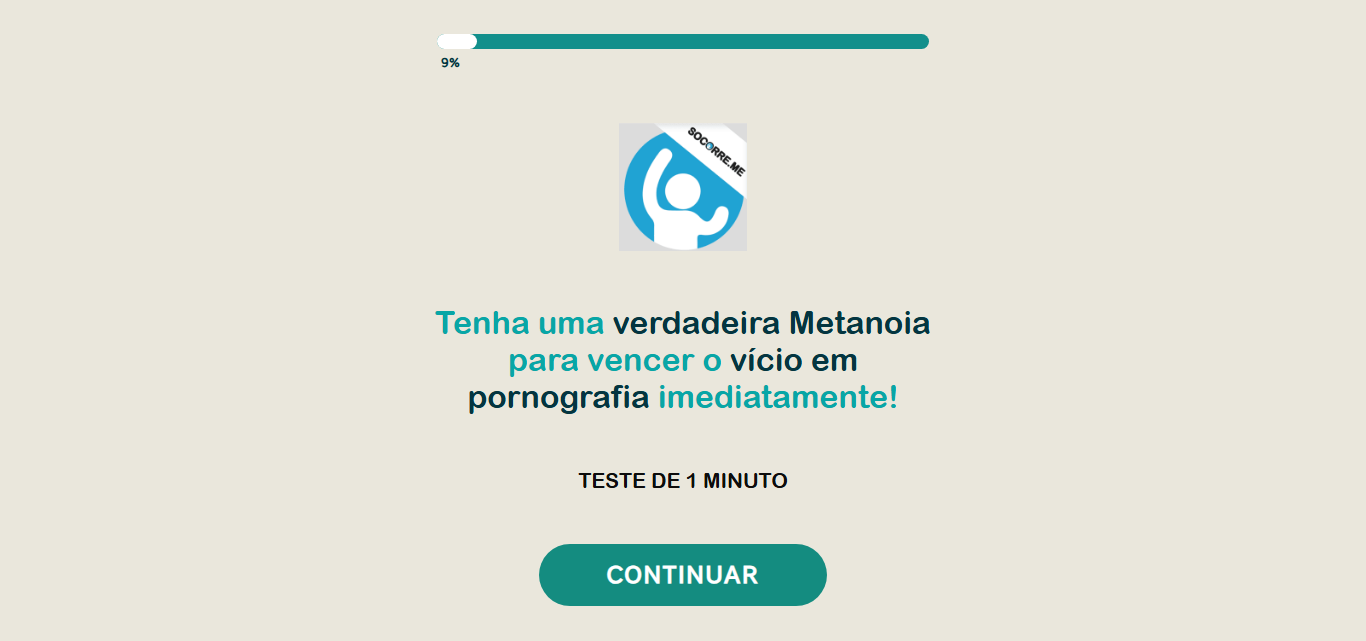 9%
SOCORRE.ME
Tenha uma verdadeira Metanoia
para vencer o vício em
pornografia imediatamente!
TESTE DE 1 MINUTO
CONTINUAR